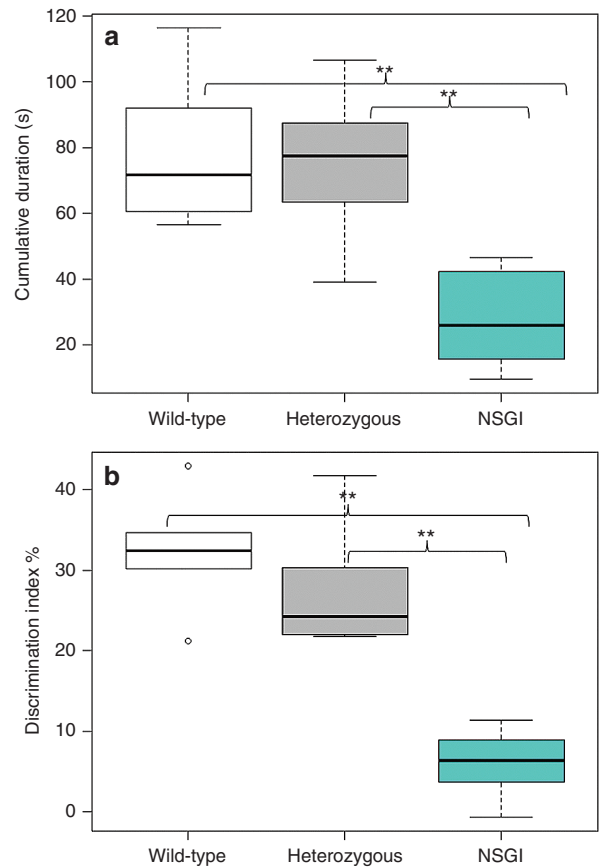 a
120
100
80
60
40
20
Cumulative duration (s)
**
**
Wild-type Heterozygous NSGI
b
40
30
20
10
0
Discrimination index %
**
**
Wild-type Heterozygous NSGI